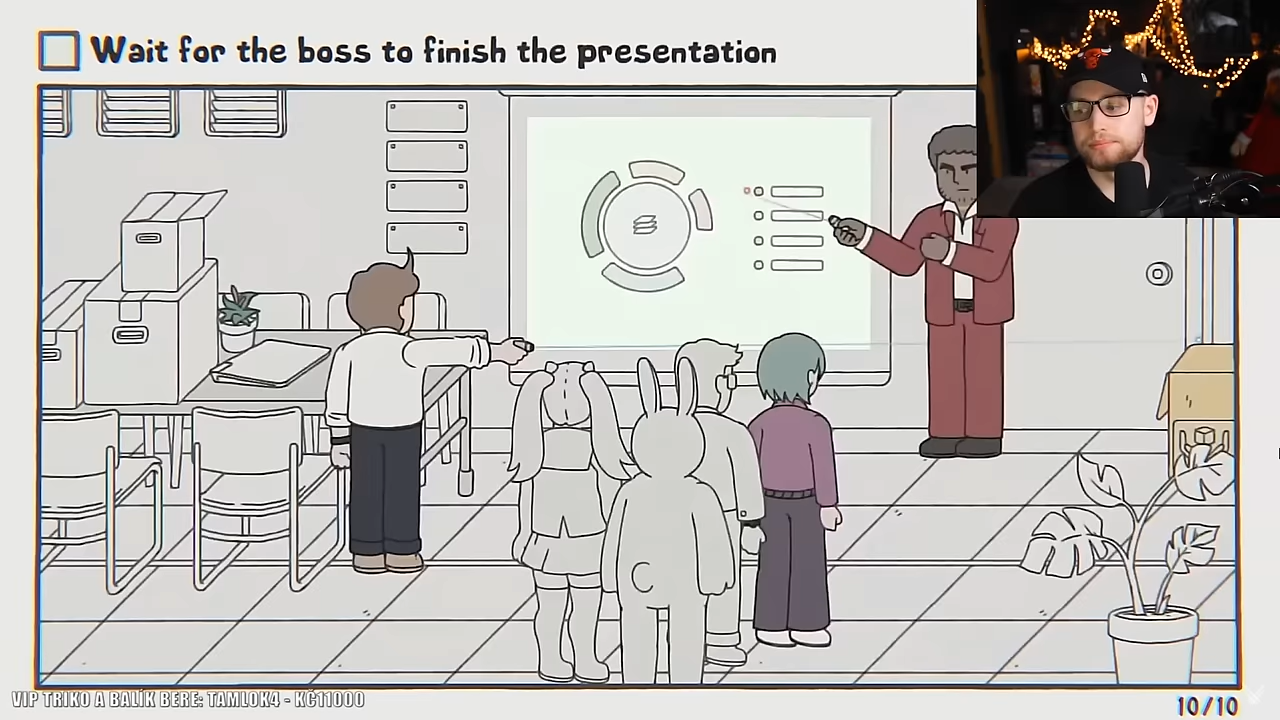 Wait for the boss to finish the presentation
VIP TRIKO A BALÍK BERE: TAMLOK4 - KČ11000
10/10